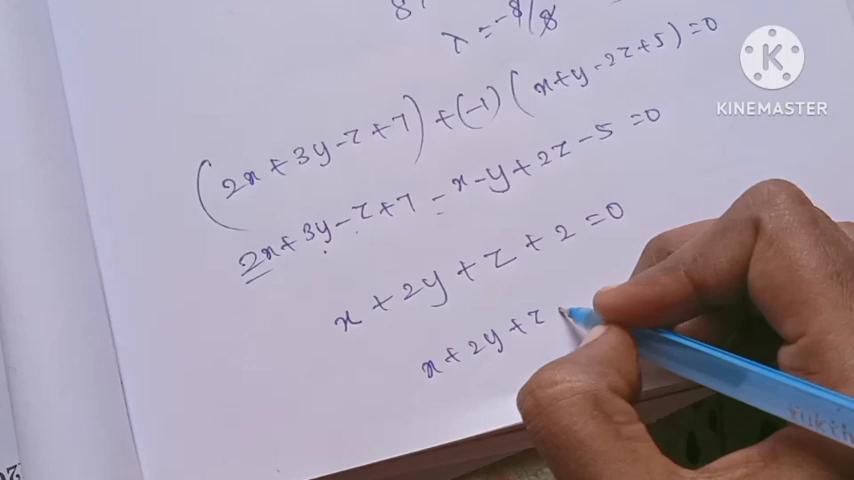 λ = -8/8
(2x + 3y - z + 7) + (-1) (x + y - 2z + 5) = 0
2x + 3y - z + 7 - x - y + 2z - 5 = 0
x + 2y + z + 2 = 0
x + 2y + z
KINEMASTER